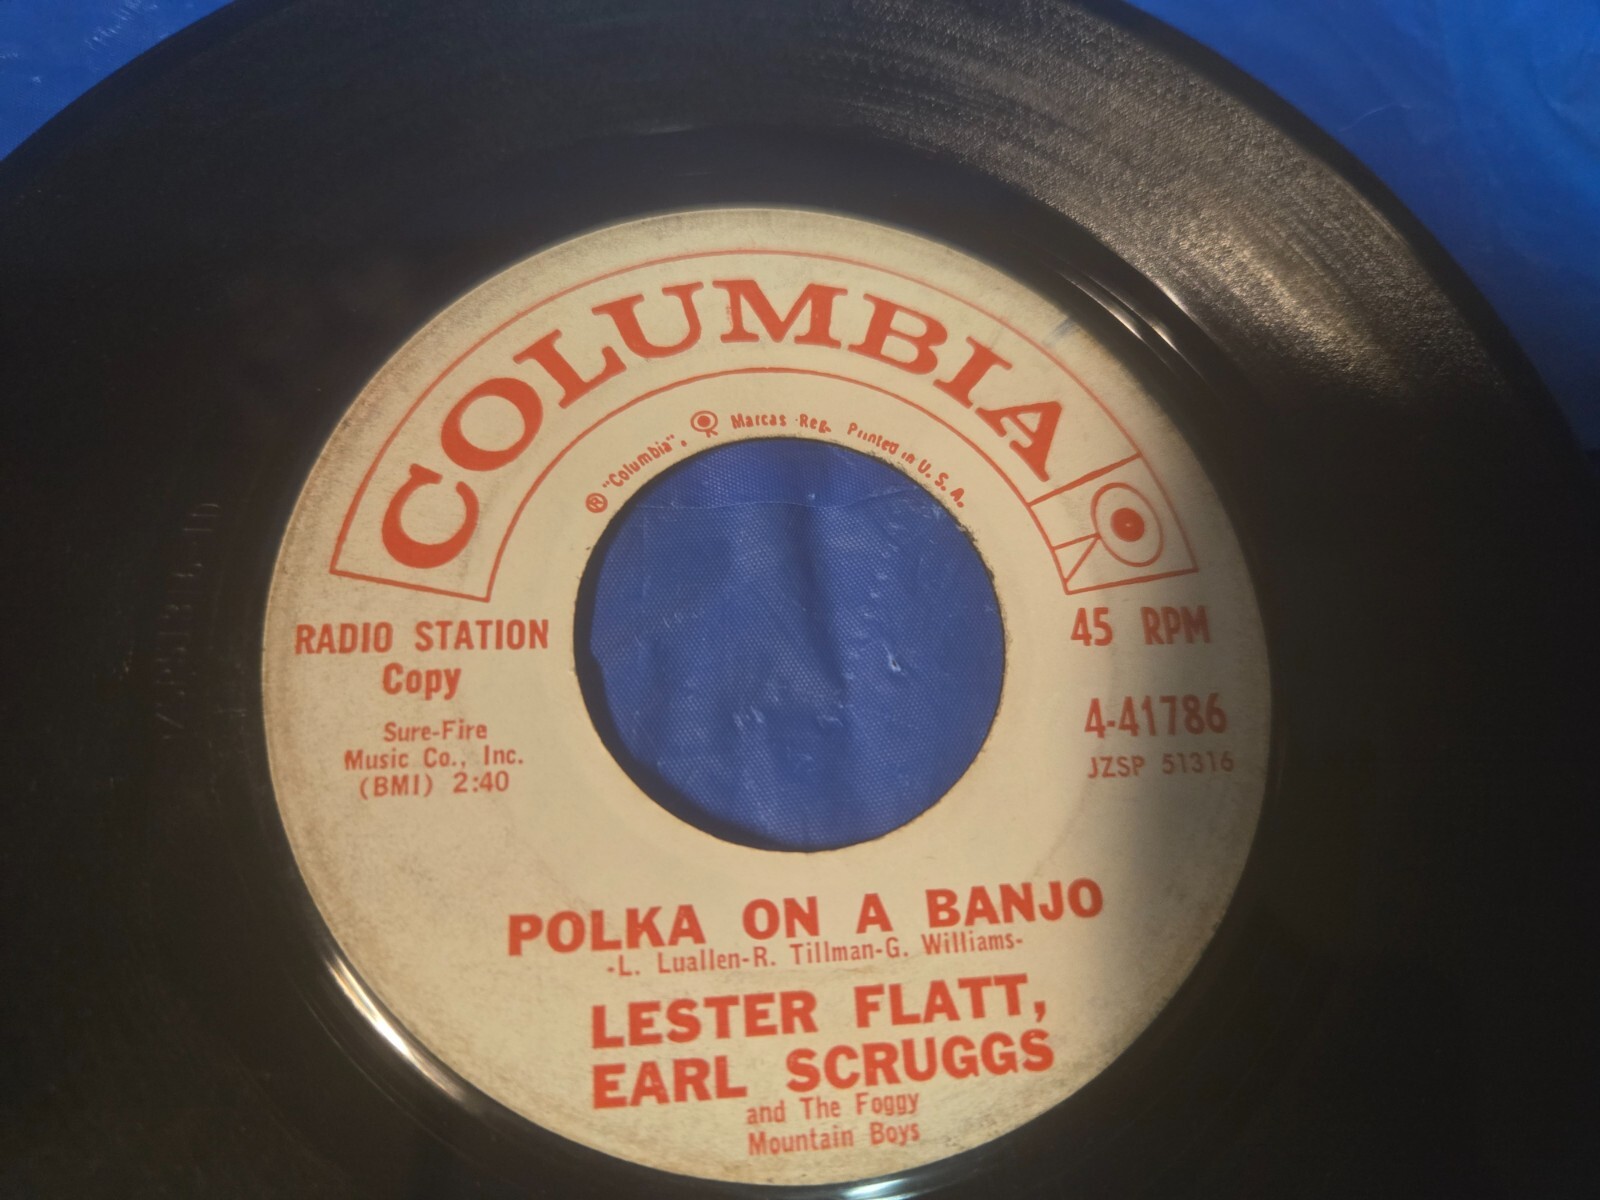 COLUMBIA
® "Columbia", Marcas Reg. Printed in U. S. A.
RADIO STATION
Copy
Sure-Fire
Music Co., Inc.
(BMI) 2:40
45 RPM
4-41786
JZSP 51316
POLKA ON A BANJO
-L. Luallen-R. Tillman-G. Williams-
LESTER FLATT,
EARL SCRUGGS
and The Foggy
Mountain Boys